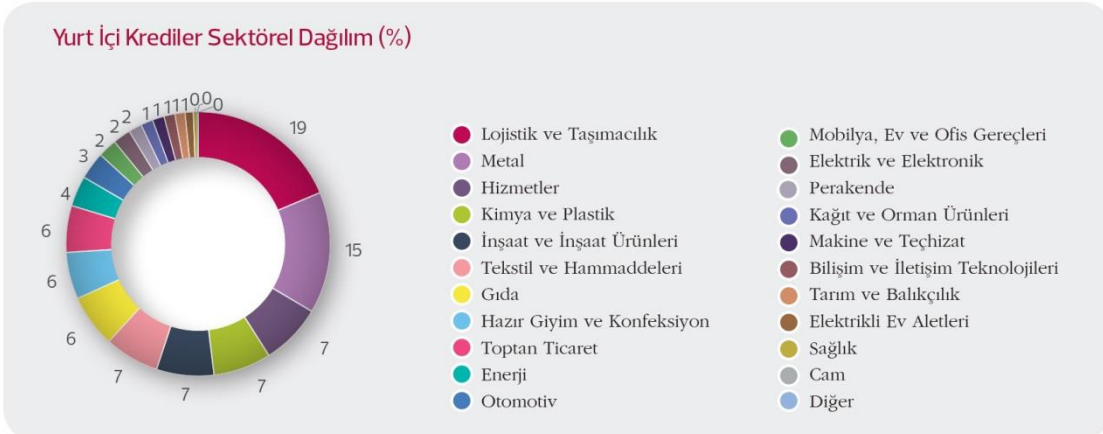 Yurt İçi Krediler Sektörel Dağılım (%)
19
15
7
7
7
7
6
6
6
4
3
2
2
2
1
1
1
1
1
0
0
0
Lojistik ve Taşımacılık
Metal
Hizmetler
Kimya ve Plastik
İnşaat ve İnşaat Ürünleri
Tekstil ve Hammaddeleri
Gıda
Hazır Giyim ve Konfeksiyon
Toptan Ticaret
Enerji
Otomotiv
Mobilya, Ev ve Ofis Gereçleri
Elektrik ve Elektronik
Perakende
Kağıt ve Orman Ürünleri
Makine ve Teçhizat
Bilişim ve İletişim Teknolojileri
Tarım ve Balıkçılık
Elektrikli Ev Aletleri
Sağlık
Cam
Diğer